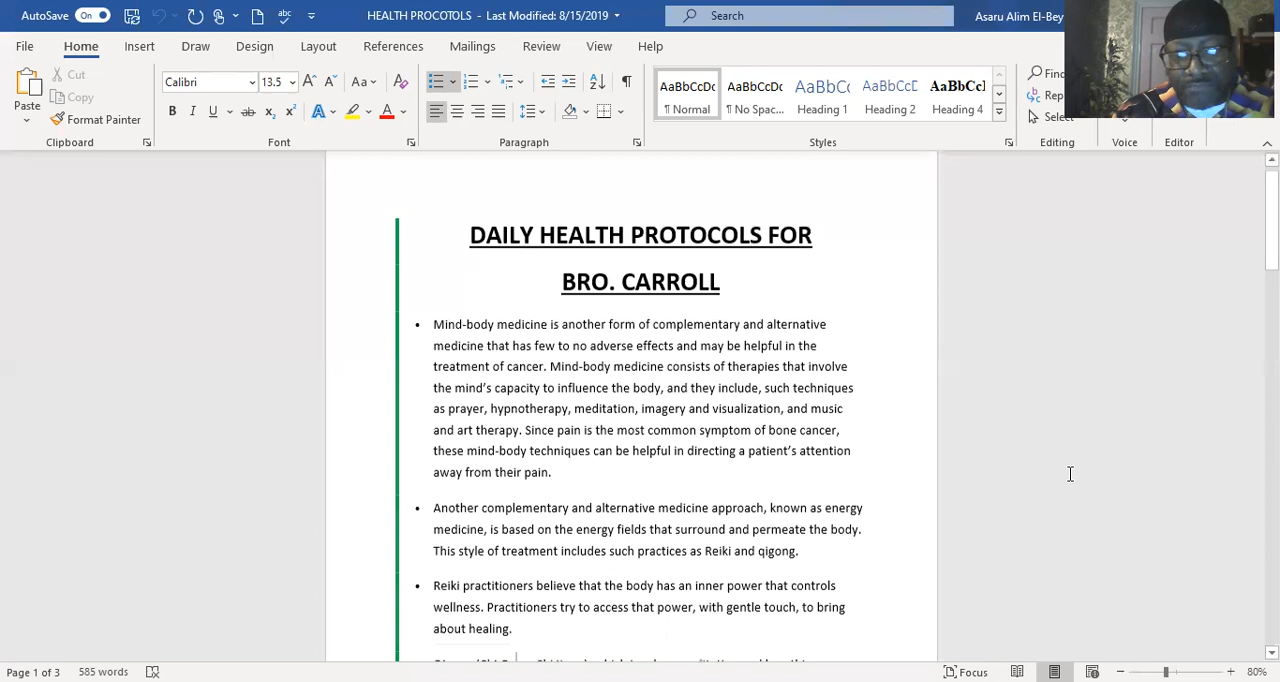 AutoSave On HEALTH PROCOTOLS - Last Modified: 8/15/2019 Search Asaru Alim El-Bey
File Home Insert Draw Design Layout References Mailings Review View Help
Paste Cut Copy Format Painter
Calibri 13.5 Aa
B I U ab x₂ x² A A
AaBbCcDc AaBbCcDc AaBbCc AaBbCcD AaBbCcI
¶ Normal ¶ No Spac... Heading 1 Heading 2 Heading 4
Find
Rep
Select
Clipboard Font Paragraph Styles Editing Voice Editor
DAILY HEALTH PROTOCOLS FOR
BRO. CARROLL
• Mind-body medicine is another form of complementary and alternative
medicine that has few to no adverse effects and may be helpful in the
treatment of cancer. Mind-body medicine consists of therapies that involve
the mind's capacity to influence the body, and they include, such techniques
as prayer, hypnotherapy, meditation, imagery and visualization, and music
and art therapy. Since pain is the most common symptom of bone cancer,
these mind-body techniques can be helpful in directing a patient's attention
away from their pain.
• Another complementary and alternative medicine approach, known as energy
medicine, is based on the energy fields that surround and permeate the body.
This style of treatment includes such practices as Reiki and qigong.
• Reiki practitioners believe that the body has an inner power that controls
wellness. Practitioners try to access that power, with gentle touch, to bring
about healing.
Page 1 of 3 585 words Focus 80%